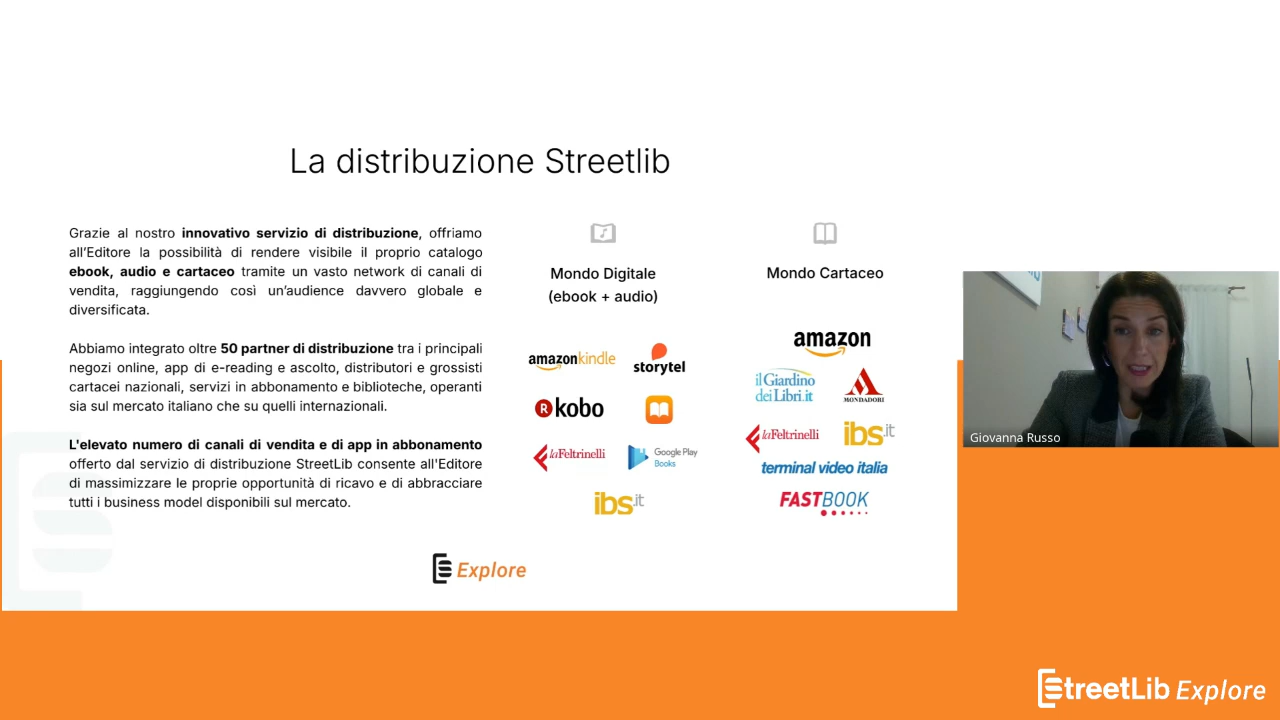 La distribuzione Streetlib
Grazie al nostro innovativo servizio di distribuzione, offriamo
all’Editore la possibilità di rendere visibile il proprio catalogo
ebook, audio e cartaceo tramite un vasto network di canali di
vendita, raggiungendo così un’audience davvero globale e
diversificata.
Abbiamo integrato oltre 50 partner di distribuzione tra i principali
negozi online, app di e-reading e ascolto, distributori e grossisti
cartacei nazionali, servizi in abbonamento e biblioteche, operanti
sia sul mercato italiano che su quelli internazionali.
L'elevato numero di canali di vendita e di app in abbonamento
offerto dal servizio di distribuzione StreetLib consente all'Editore
di massimizzare le proprie opportunità di ricavo e di abbracciare
tutti i business model disponibili sul mercato.
Mondo Digitale
(ebook + audio)
amazonkindle
storytel
R kobo
laFeltrinelli
Google Play
Books
ibs.it
Mondo Cartaceo
amazon
il Giardino
dei Libri.it
MONDADORI
laFeltrinelli
ibs.it
terminal video italia
FASTBOOK
Explore
Giovanna Russo
StreetLib Explore